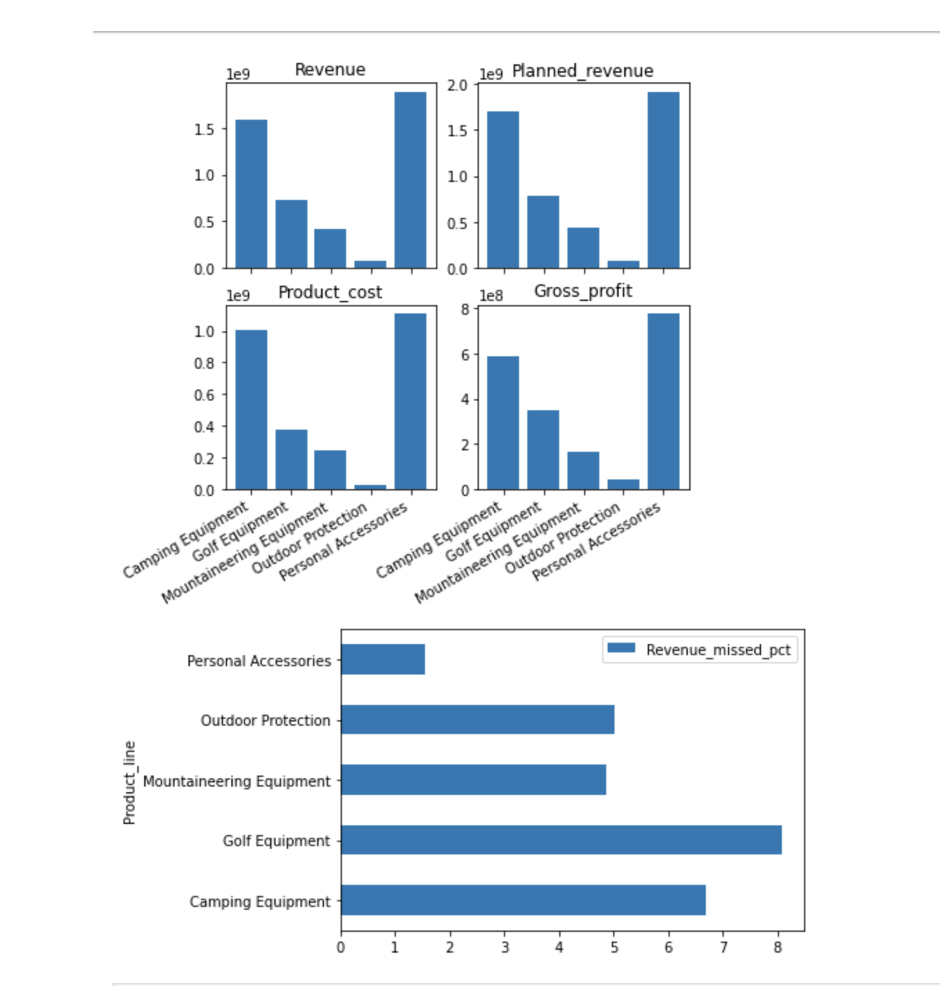 Revenue
1e9
1.5
1.0
0.5
0.0
Planned_revenue
1e9
2.0
1.5
1.0
0.5
0.0
Product_cost
1e9
1.0
0.8
0.6
0.4
0.2
0.0
Camping Equipment
Golf Equipment
Mountaineering Equipment
Outdoor Protection
Personal Accessories
Gross_profit
1e8
8
6
4
2
0
Camping Equipment
Golf Equipment
Mountaineering Equipment
Outdoor Protection
Personal Accessories
Revenue_missed_pct
Product_line
Personal Accessories
Outdoor Protection
Mountaineering Equipment
Golf Equipment
Camping Equipment
0 1 2 3 4 5 6 7 8